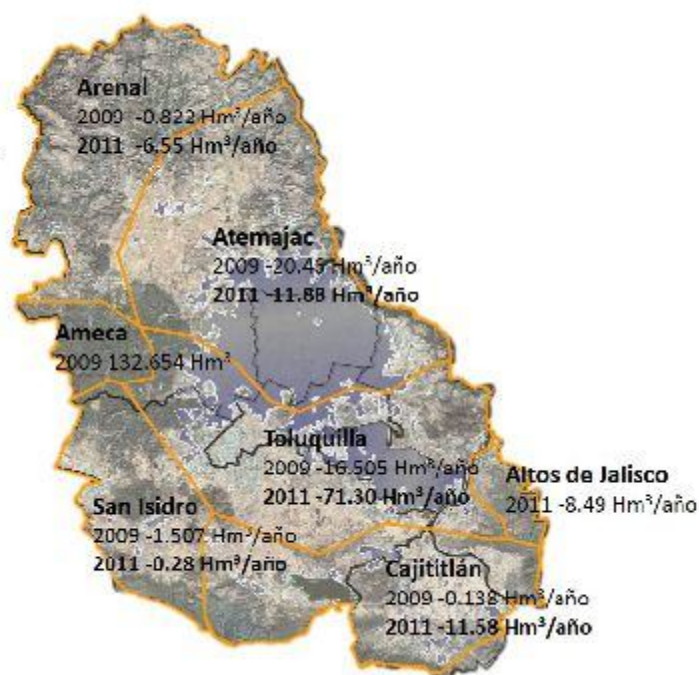 Arenal
2009 -0.822 Hm³/año
2011 -6.55 Hm³/año
Atemajac
2009 -20.45 Hm³/año
2011 -11.88 Hm³/año
Ameca
2009 132.654 Hm³
Toluquilla
2009 -16.505 Hm³/año
2011 -71.30 Hm³/año
Altos de Jalisco
2011 -8.49 Hm³/año
San Isidro
2009 -1.507 Hm³/año
2011 -0.28 Hm³/año
Cajititlán
2009 -0.138 Hm³/año
2011 -11.58 Hm³/año